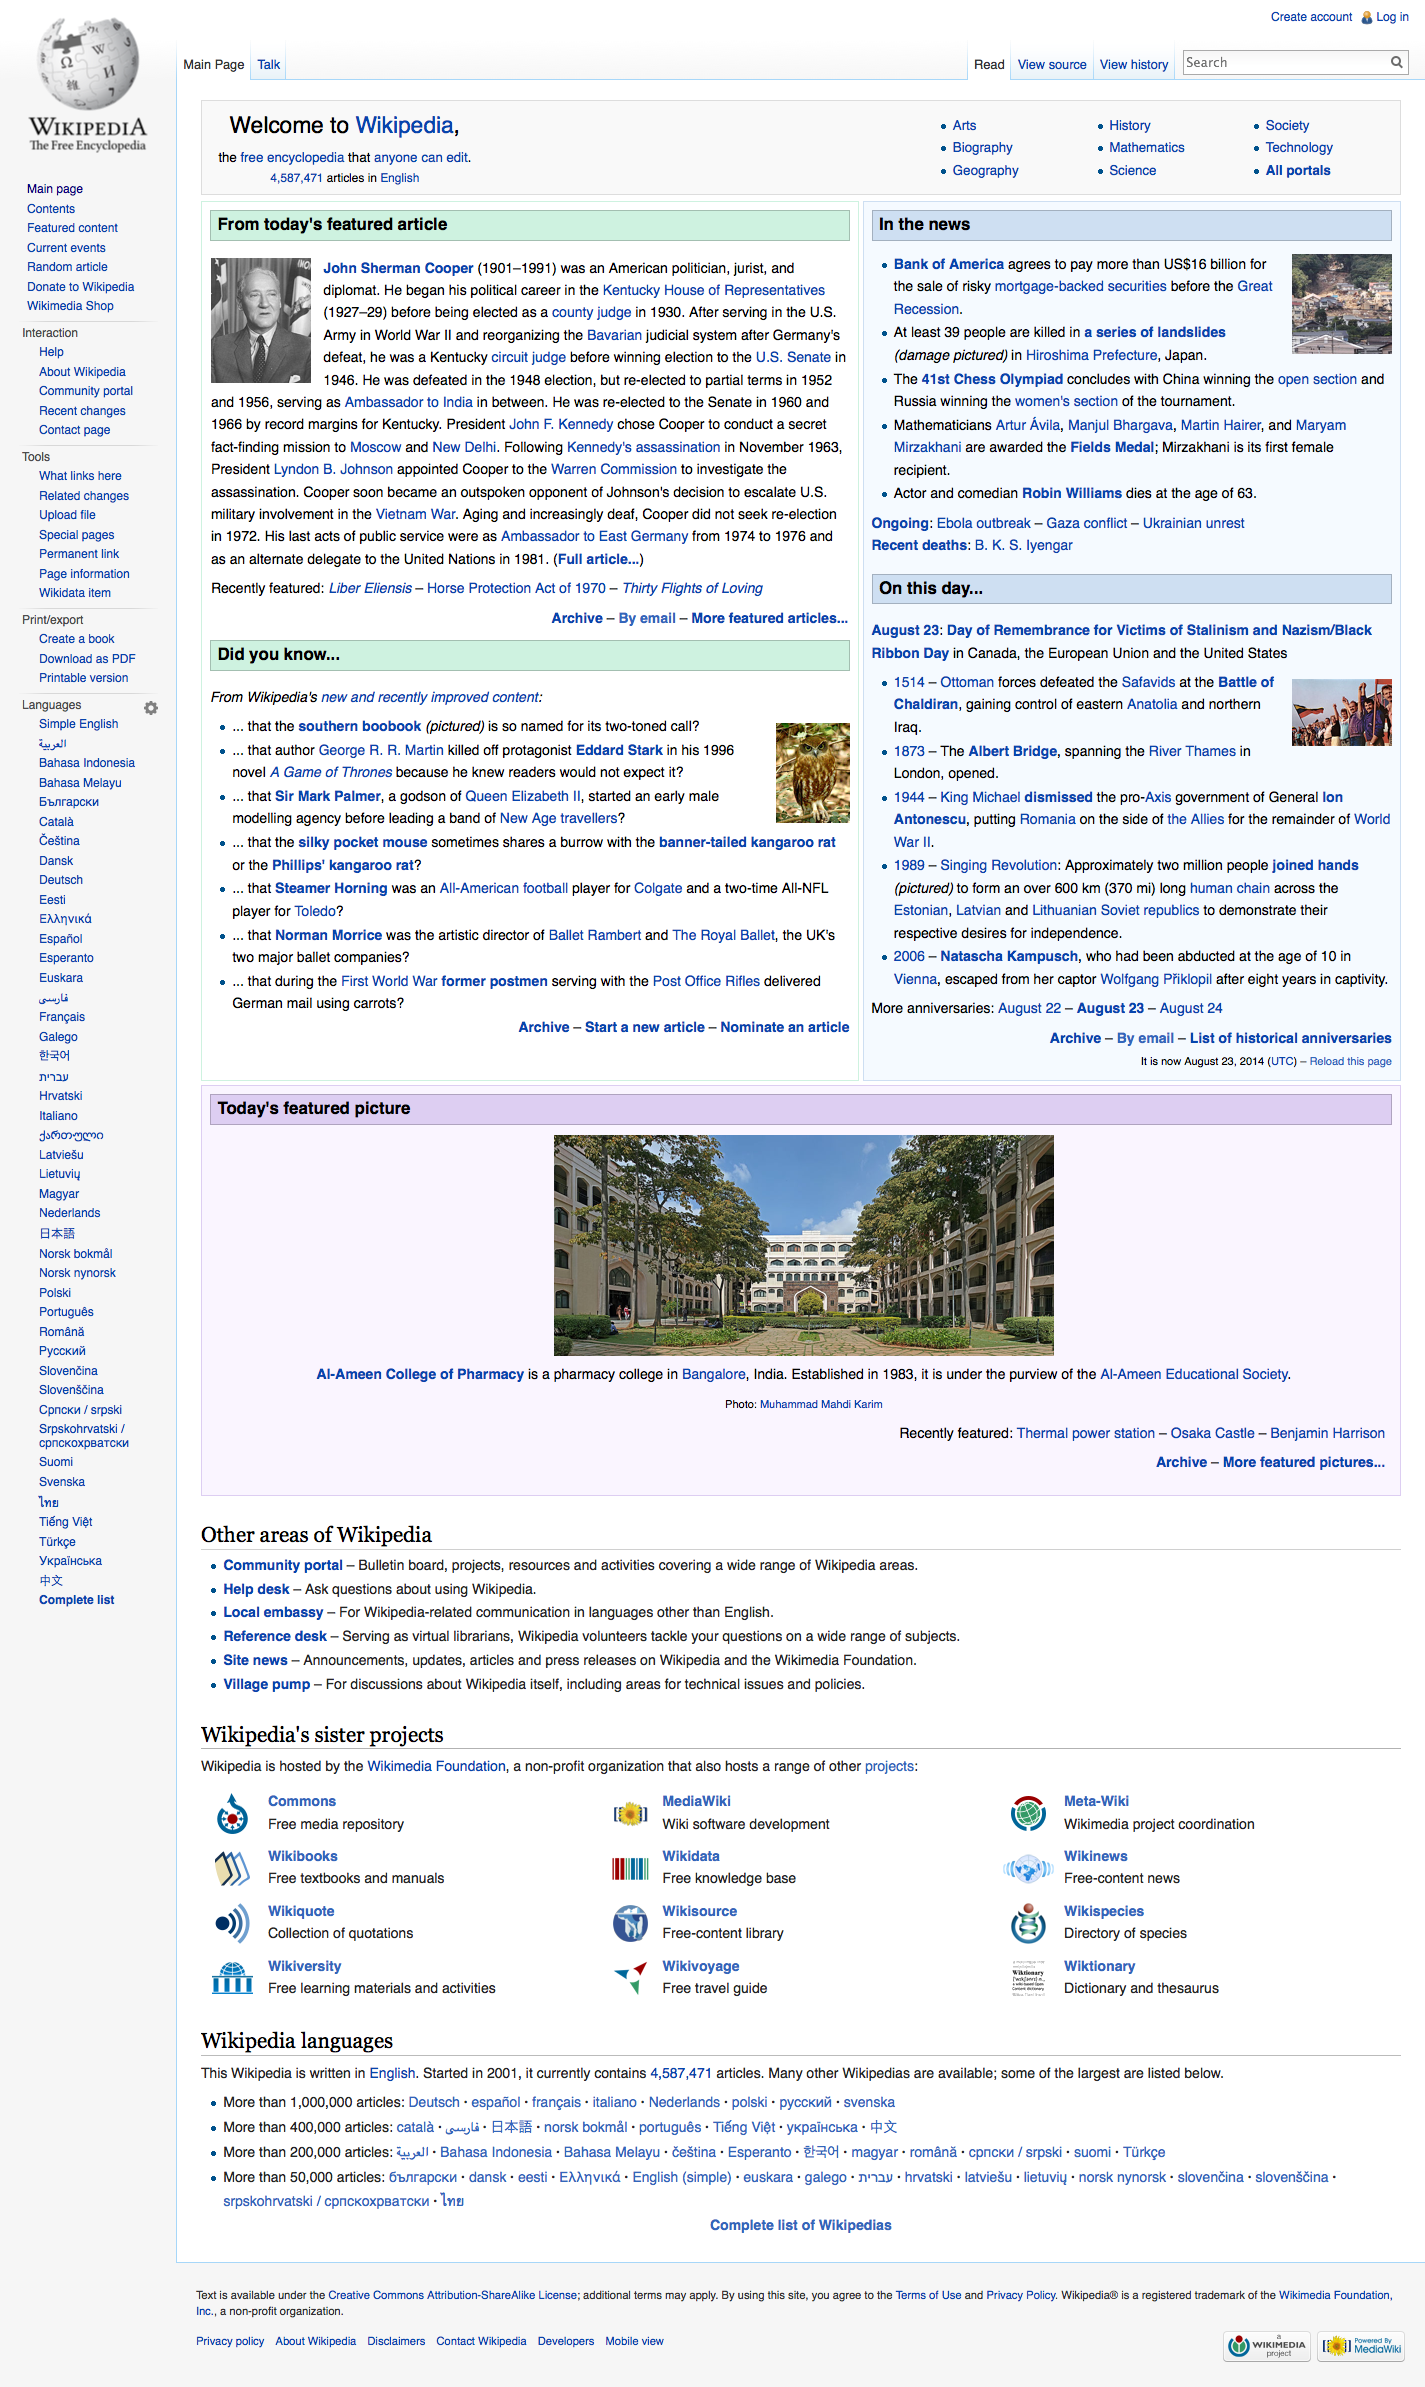 Create account Log in
Main Page Talk
Read View source View history Search
WIKIPEDIA
The Free Encyclopedia
Main page
Contents
Featured content
Current events
Random article
Donate to Wikipedia
Wikimedia Shop
Interaction
Help
About Wikipedia
Community portal
Recent changes
Contact page
Tools
What links here
Related changes
Upload file
Special pages
Permanent link
Page information
Wikidata item
Print/export
Create a book
Download as PDF
Printable version
Languages
Simple English
العربية
Bahasa Indonesia
Bahasa Melayu
Български
Català
Čeština
Dansk
Deutsch
Eesti
Ελληνικά
Español
Esperanto
Euskara
فارسی
Français
Galego
한국어
עברית
Hrvatski
Italiano
ქართული
Latviešu
Lietuvių
Magyar
Nederlands
日本語
Norsk bokmål
Norsk nynorsk
Polski
Português
Română
Русский
Slovenčina
Slovenščina
Српски / srpski
Srpskohrvatski /
српскохрватски
Suomi
Svenska
ไทย
Tiếng Việt
Türkçe
Українська
中文
Complete list
Welcome to Wikipedia,
the free encyclopedia that anyone can edit.
4,587,471 articles in English
Arts History Society
Biography Mathematics Technology
Geography Science All portals
From today's featured article
John Sherman Cooper (1901–1991) was an American politician, jurist, and
diplomat. He began his political career in the Kentucky House of Representatives
(1927–29) before being elected as a county judge in 1930. After serving in the U.S.
Army in World War II and reorganizing the Bavarian judicial system after Germany's
defeat, he was a Kentucky circuit judge before winning election to the U.S. Senate in
1946. He was defeated in the 1948 election, but re-elected to partial terms in 1952
and 1956, serving as Ambassador to India in between. He was re-elected to the Senate in 1960 and
1966 by record margins for Kentucky. President John F. Kennedy chose Cooper to conduct a secret
fact-finding mission to Moscow and New Delhi. Following Kennedy's assassination in November 1963,
President Lyndon B. Johnson appointed Cooper to the Warren Commission to investigate the
assassination. Cooper soon became an outspoken opponent of Johnson's decision to escalate U.S.
military involvement in the Vietnam War. Aging and increasingly deaf, Cooper did not seek re-election
in 1972. His last acts of public service were as Ambassador to East Germany from 1974 to 1976 and
as an alternate delegate to the United Nations in 1981. (Full article...)
Recently featured: Liber Eliensis – Horse Protection Act of 1970 – Thirty Flights of Loving
Archive – By email – More featured articles...
Did you know...
From Wikipedia's new and recently improved content:
... that the southern boobook (pictured) is so named for its two-toned call?
... that author George R. R. Martin killed off protagonist Eddard Stark in his 1996
novel A Game of Thrones because he knew readers would not expect it?
... that Sir Mark Palmer, a godson of Queen Elizabeth II, started an early male
modelling agency before leading a band of New Age travellers?
... that the silky pocket mouse sometimes shares a burrow with the banner-tailed kangaroo rat
or the Phillips' kangaroo rat?
... that Steamer Horning was an All-American football player for Colgate and a two-time All-NFL
player for Toledo?
... that Norman Morrice was the artistic director of Ballet Rambert and The Royal Ballet, the UK's
two major ballet companies?
... that during the First World War former postmen serving with the Post Office Rifles delivered
German mail using carrots?
Archive – Start a new article – Nominate an article
In the news
Bank of America agrees to pay more than US$16 billion for
the sale of risky mortgage-backed securities before the Great
Recession.
At least 39 people are killed in a series of landslides
(damage pictured) in Hiroshima Prefecture, Japan.
The 41st Chess Olympiad concludes with China winning the open section and
Russia winning the women's section of the tournament.
Mathematicians Artur Ávila, Manjul Bhargava, Martin Hairer, and Maryam
Mirzakhani are awarded the Fields Medal; Mirzakhani is its first female
recipient.
Actor and comedian Robin Williams dies at the age of 63.
Ongoing: Ebola outbreak – Gaza conflict – Ukrainian unrest
Recent deaths: B. K. S. Iyengar
On this day...
August 23: Day of Remembrance for Victims of Stalinism and Nazism/Black
Ribbon Day in Canada, the European Union and the United States
1514 – Ottoman forces defeated the Safavids at the Battle of
Chaldiran, gaining control of eastern Anatolia and northern
Iraq.
1873 – The Albert Bridge, spanning the River Thames in
London, opened.
1944 – King Michael dismissed the pro-Axis government of General Ion
Antonescu, putting Romania on the side of the Allies for the remainder of World
War II.
1989 – Singing Revolution: Approximately two million people joined hands
(pictured) to form an over 600 km (370 mi) long human chain across the
Estonian, Latvian and Lithuanian Soviet republics to demonstrate their
respective desires for independence.
2006 – Natascha Kampusch, who had been abducted at the age of 10 in
Vienna, escaped from her captor Wolfgang Přiklopil after eight years in captivity.
More anniversaries: August 22 – August 23 – August 24
Archive – By email – List of historical anniversaries
It is now August 23, 2014 (UTC) – Reload this page
Today's featured picture
Al-Ameen College of Pharmacy is a pharmacy college in Bangalore, India. Established in 1983, it is under the purview of the Al-Ameen Educational Society.
Photo: Muhammad Mahdi Karim
Recently featured: Thermal power station – Osaka Castle – Benjamin Harrison
Archive – More featured pictures...
Other areas of Wikipedia
Community portal – Bulletin board, projects, resources and activities covering a wide range of Wikipedia areas.
Help desk – Ask questions about using Wikipedia.
Local embassy – For Wikipedia-related communication in languages other than English.
Reference desk – Serving as virtual librarians, Wikipedia volunteers tackle your questions on a wide range of subjects.
Site news – Announcements, updates, articles and press releases on Wikipedia and the Wikimedia Foundation.
Village pump – For discussions about Wikipedia itself, including areas for technical issues and policies.
Wikipedia's sister projects
Wikipedia is hosted by the Wikimedia Foundation, a non-profit organization that also hosts a range of other projects:
Commons MediaWiki Meta-Wiki
Free media repository Wiki software development Wikimedia project coordination
Wikibooks Wikidata Wikinews
Free textbooks and manuals Free knowledge base Free-content news
Wikiquote Wikisource Wikispecies
Collection of quotations Free-content library Directory of species
Wikiversity Wikivoyage Wiktionary
Free learning materials and activities Free travel guide Dictionary and thesaurus
Wikipedia languages
This Wikipedia is written in English. Started in 2001, it currently contains 4,587,471 articles. Many other Wikipedias are available; some of the largest are listed below.
More than 1,000,000 articles: Deutsch · español · français · italiano · Nederlands · polski · русский · svenska
More than 400,000 articles: català · فارسی · 日本語 · norsk bokmål · português · Tiếng Việt · українська · 中文
More than 200,000 articles: العربية · Bahasa Indonesia · Bahasa Melayu · čeština · Esperanto · 한국어 · magyar · română · српски / srpski · suomi · Türkçe
More than 50,000 articles: български · dansk · eesti · Ελληνικά · English (simple) · euskara · galego · עברית · hrvatski · latviešu · lietuvių · norsk nynorsk · slovenčina · slovenščina ·
srpskohrvatski / српскохрватски · ไทย
Complete list of Wikipedias
Text is available under the Creative Commons Attribution-ShareAlike License; additional terms may apply. By using this site, you agree to the Terms of Use and Privacy Policy. Wikipedia® is a registered trademark of the Wikimedia Foundation,
Inc., a non-profit organization.
Privacy policy About Wikipedia Disclaimers Contact Wikipedia Developers Mobile view
a WIKIMEDIA project
Powered By MediaWiki